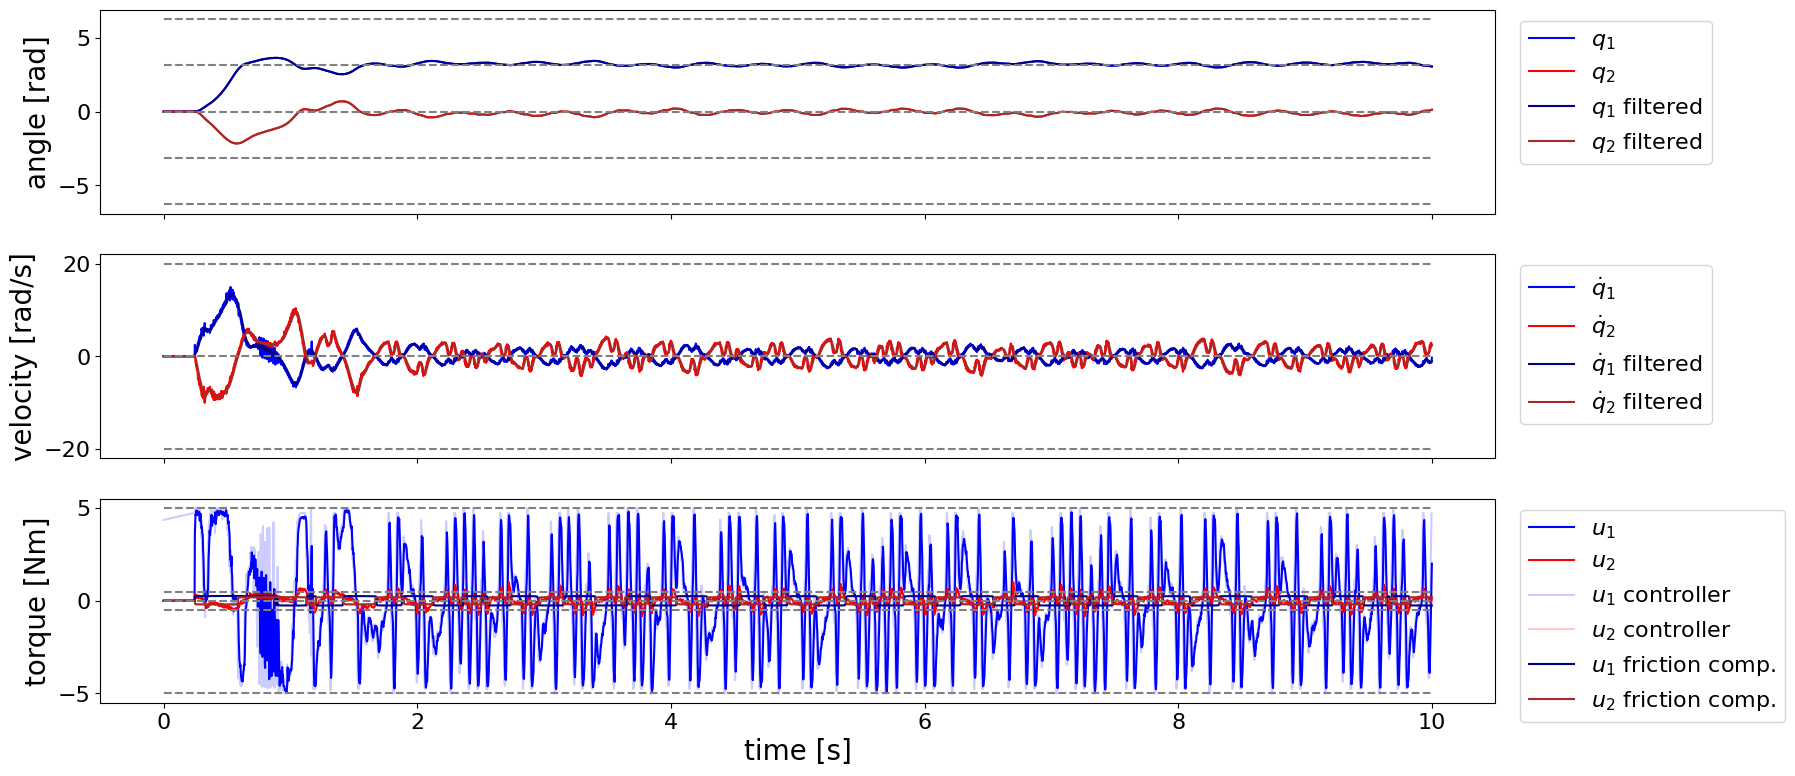 angle [rad]
5
0
−5
q₁
q₂
q₁ filtered
q₂ filtered
velocity [rad/s]
20
0
−20
q̇₁
q̇₂
q̇₁ filtered
q̇₂ filtered
torque [Nm]
5
0
−5
0 2 4 6 8 10
time [s]
u₁
u₂
u₁ controller
u₂ controller
u₁ friction comp.
u₂ friction comp.